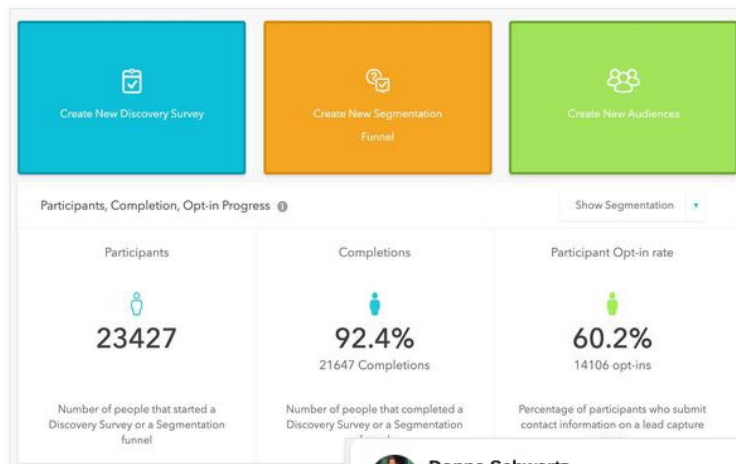 Create New Discovery Survey
Create New Segmentation
Funnel
Create New Audiences
Participants, Completion, Opt-in Progress
Show Segmentation
Participants
Completions
Participant Opt-in rate
23427
92.4%
60.2%
21647 Completions
14106 opt-ins
Number of people that started a
Discovery Survey or a Segmentation
funnel
Number of people that completed a
Discovery Survey or a Segmentation
Percentage of participants who submit
contact information on a lead capture